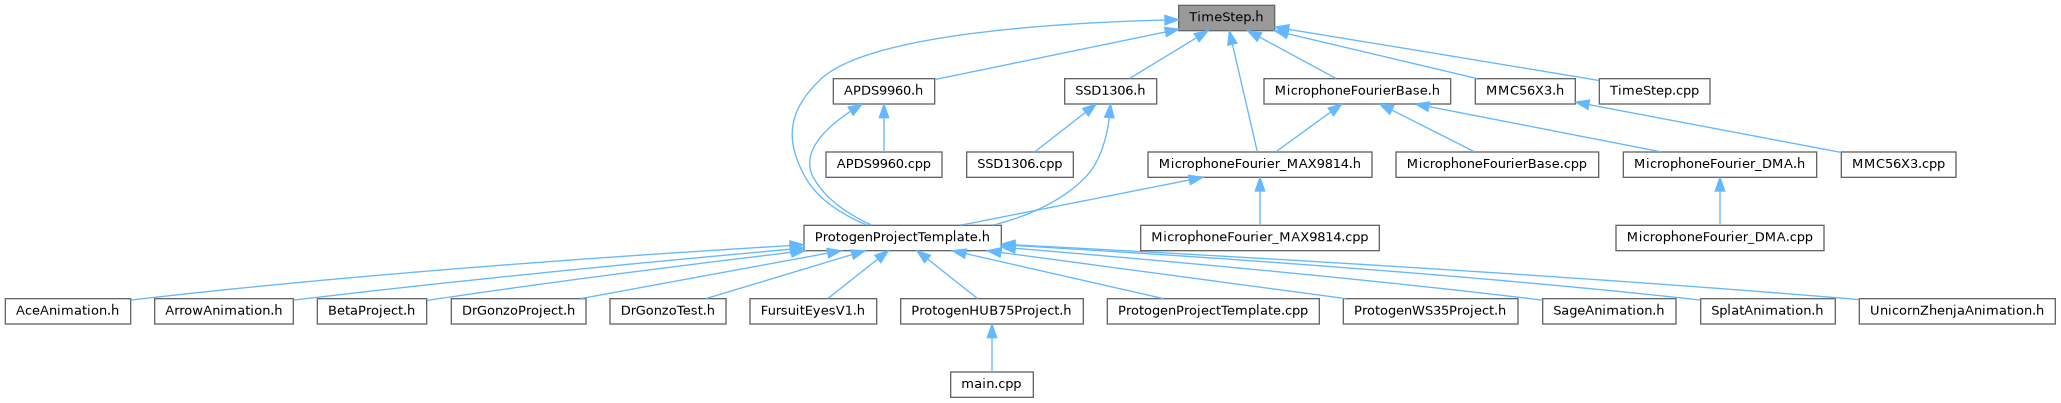 TimeStep.h
APDS9960.h
SSD1306.h
MicrophoneFourierBase.h
MMC56X3.h
TimeStep.cpp
APDS9960.cpp
SSD1306.cpp
MicrophoneFourier_MAX9814.h
MicrophoneFourierBase.cpp
MicrophoneFourier_DMA.h
MMC56X3.cpp
ProtogenProjectTemplate.h
MicrophoneFourier_MAX9814.cpp
MicrophoneFourier_DMA.cpp
AceAnimation.h
ArrowAnimation.h
BetaProject.h
DrGonzoProject.h
DrGonzoTest.h
FursuitEyesV1.h
ProtogenHUB75Project.h
ProtogenProjectTemplate.cpp
ProtogenWS35Project.h
SageAnimation.h
SplatAnimation.h
UnicornZhenjaAnimation.h
main.cpp